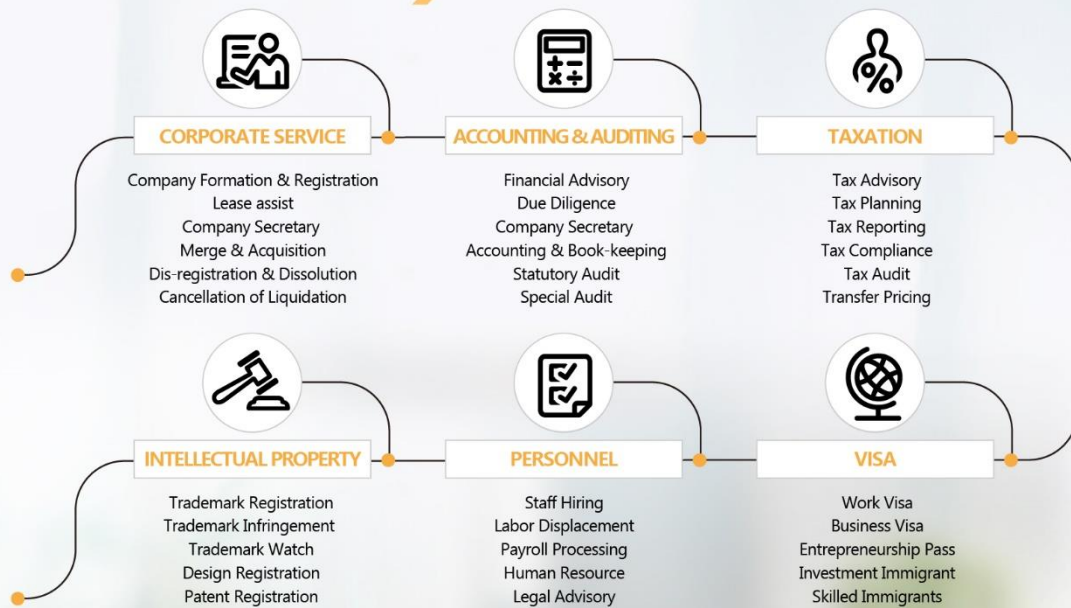 CORPORATE SERVICE
Company Formation & Registration
Lease assist
Company Secretary
Merge & Acquisition
Dis-registration & Dissolution
Cancellation of Liquidation
ACCOUNTING & AUDITING
Financial Advisory
Due Diligence
Company Secretary
Accounting & Book-keeping
Statutory Audit
Special Audit
TAXATION
Tax Advisory
Tax Planning
Tax Reporting
Tax Compliance
Tax Audit
Transfer Pricing
INTELLECTUAL PROPERTY
Trademark Registration
Trademark Infringement
Trademark Watch
Design Registration
Patent Registration
PERSONNEL
Staff Hiring
Labor Displacement
Payroll Processing
Human Resource
Legal Advisory
VISA
Work Visa
Business Visa
Entrepreneurship Pass
Investment Immigrant
Skilled Immigrants